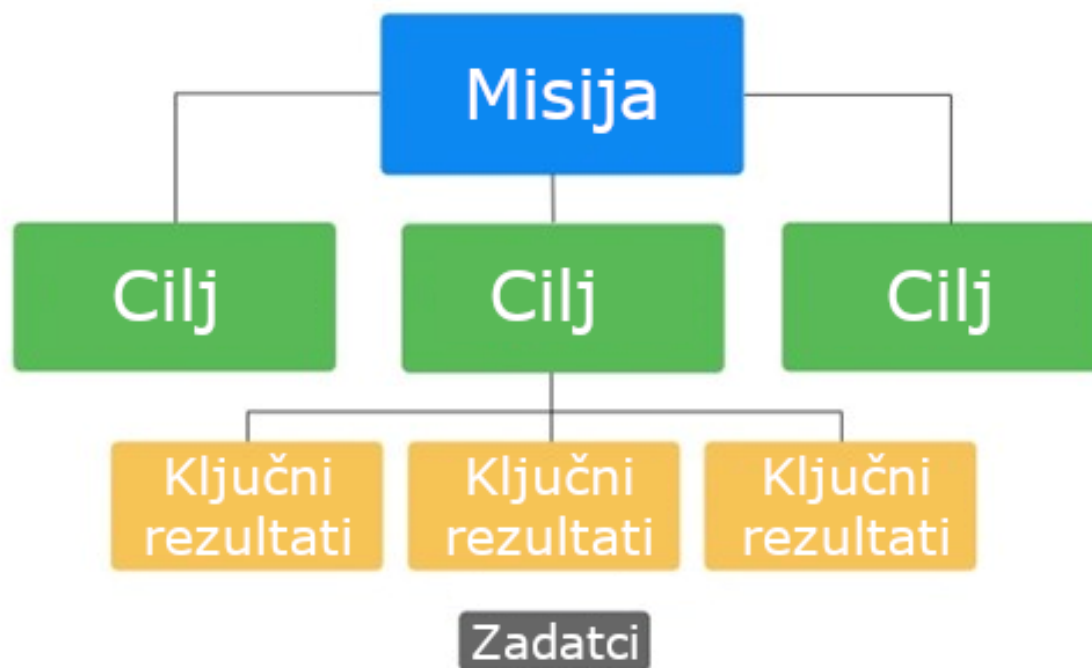 Misija
Cilj
Cilj
Cilj
Ključni
rezultati
Ključni
rezultati
Ključni
rezultati
Zadatci